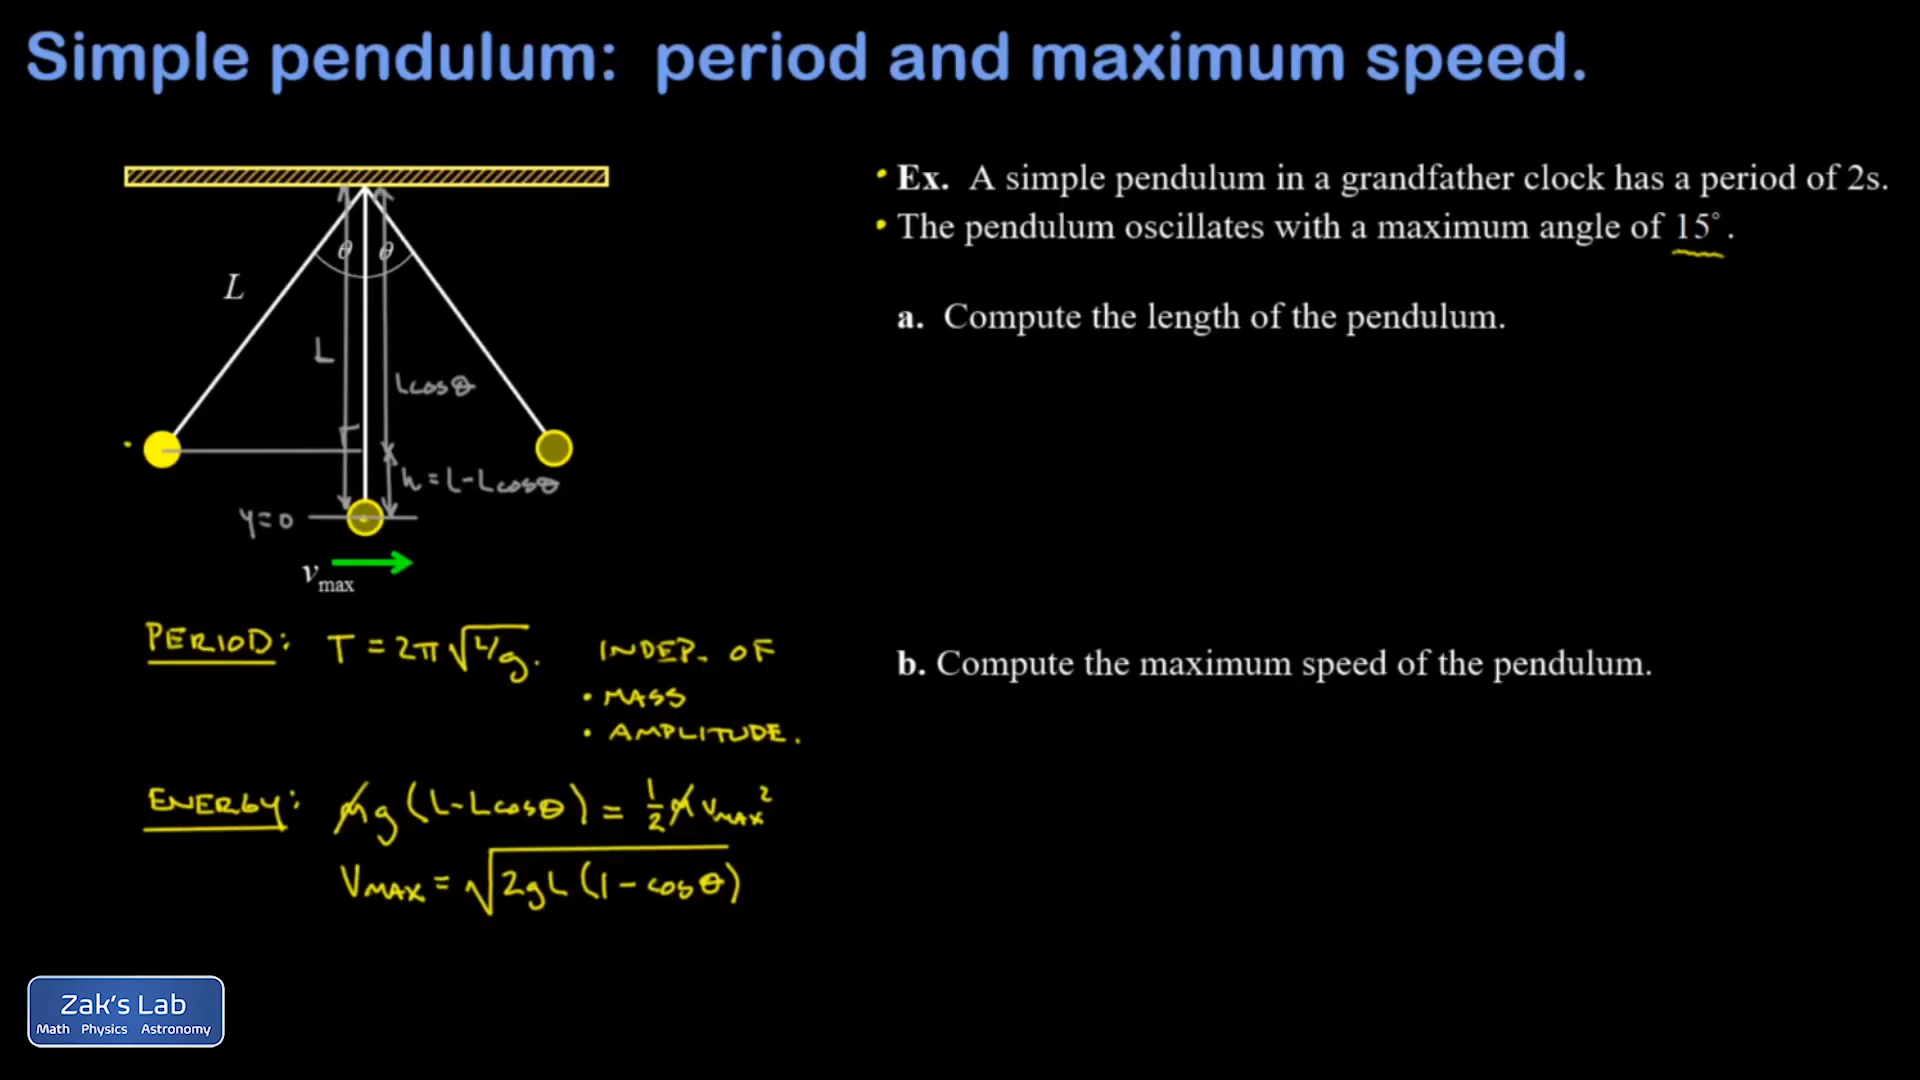 Simple pendulum: period and maximum speed.
• Ex. A simple pendulum in a grandfather clock has a period of 2s.
• The pendulum oscillates with a maximum angle of 15°.
a. Compute the length of the pendulum.
b. Compute the maximum speed of the pendulum.
θ θ
L
L
Lcosθ
h = L-Lcosθ
y=0
vmax
PERIOD: T = 2π√(L/g). INDEP. OF
• MASS
• AMPLITUDE.
ENERGY: mg(L-Lcosθ) = 1/2 m vMAX²
VMAX = √2gL(1-cosθ)
Zak's Lab
Math Physics Astronomy